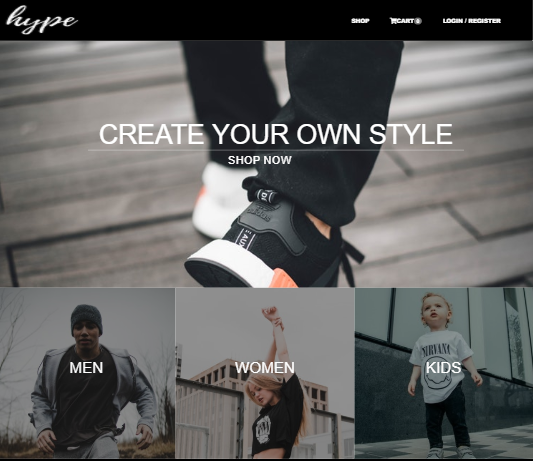 hype
SHOP
CART 0
LOGIN / REGISTER
CREATE YOUR OWN STYLE
SHOP NOW
MEN
WOMEN
KIDS
NIRVANA